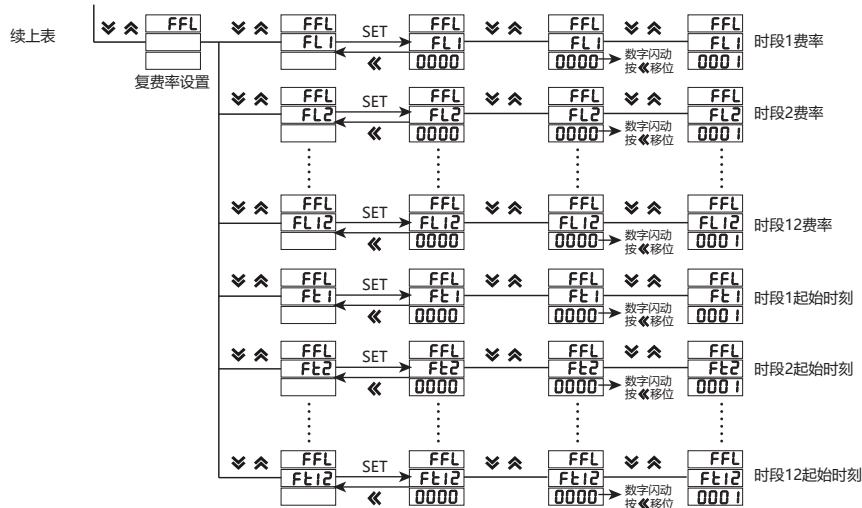 续上表
FFL
复费率设置
FFL FFL FFL FFL
FL1 SET FL1 FL1 FL1 时段1费率
0000 0000 数字闪动 0001
按移位
FFL FFL FFL FFL
FL2 SET FL2 FL2 FL2 时段2费率
0000 0000 数字闪动 0001
按移位
FFL FFL FFL FFL
FL12 SET FL12 FL12 FL12 时段12费率
0000 0000 数字闪动 0001
按移位
FFL FFL FFL FFL
Ft1 SET Ft1 Ft1 Ft1 时段1起始时刻
0000 0000 数字闪动 0001
按移位
FFL FFL FFL FFL
Ft2 SET Ft2 Ft2 Ft2 时段2起始时刻
0000 0000 数字闪动 0001
按移位
FFL FFL FFL FFL
Ft12 SET Ft12 Ft12 Ft12 时段12起始时刻
0000 0000 数字闪动 0001
按移位